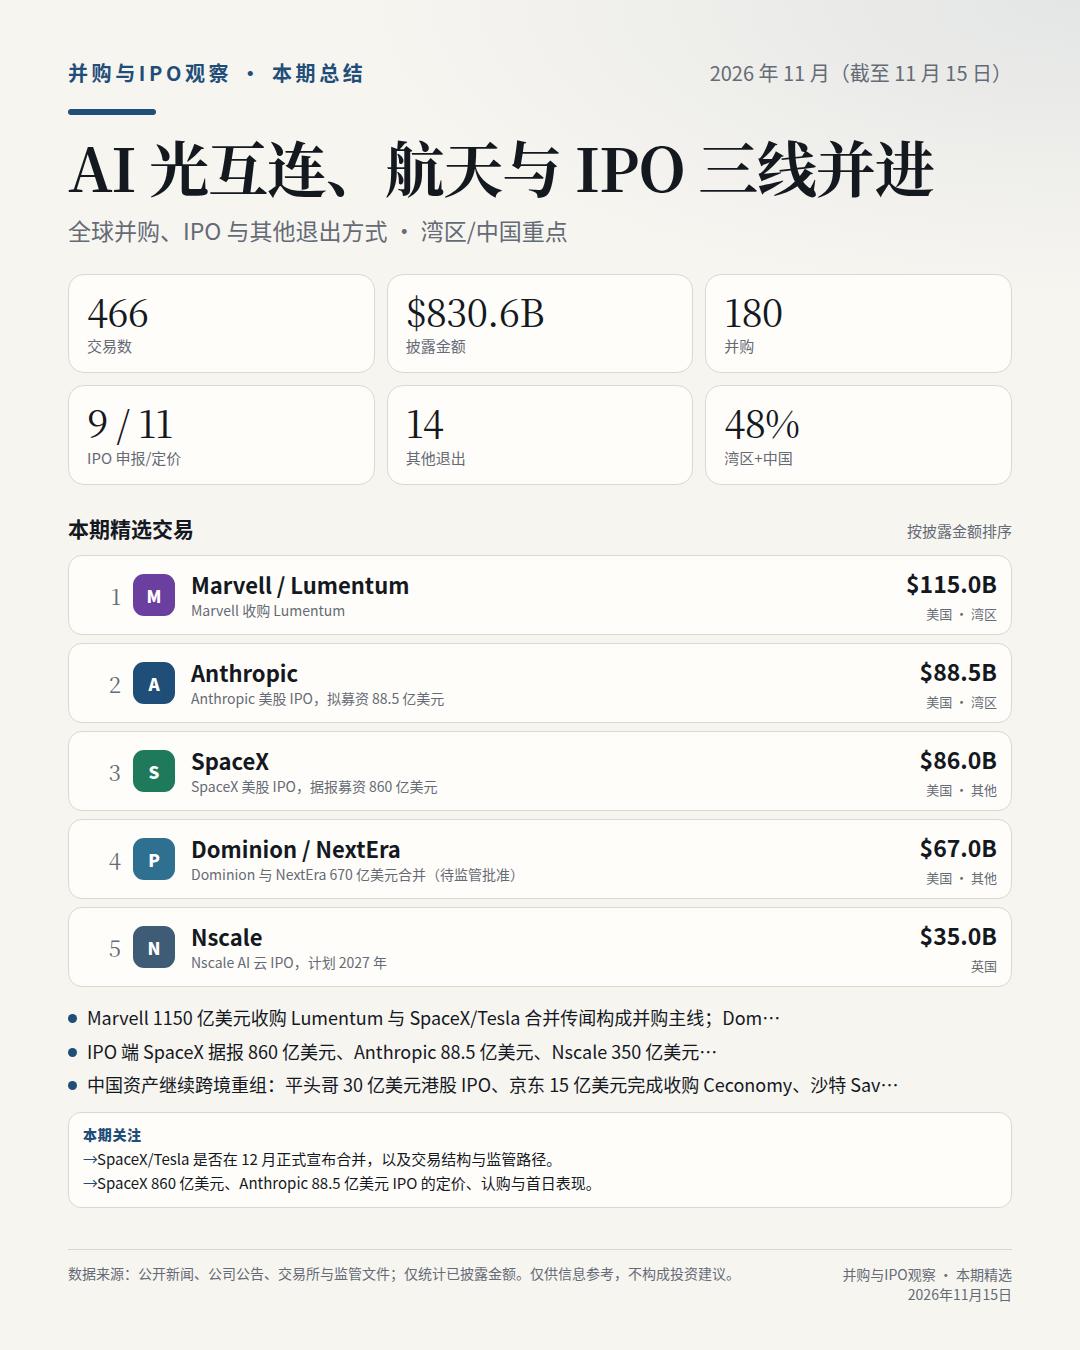 并购与IPO观察 · 本期总结
2026 年 11 月（截至 11 月 15 日）
AI 光互连、航天与 IPO 三线并进
全球并购、IPO 与其他退出方式 · 湾区/中国重点
466
交易数
$830.6B
披露金额
180
并购
9 / 11
IPO 申报/定价
14
其他退出
48%
湾区+中国
本期精选交易
按披露金额排序
1
M
Marvell / Lumentum
Marvell 收购 Lumentum
$115.0B
美国 · 湾区
2
A
Anthropic
Anthropic 美股 IPO，拟募资 88.5 亿美元
$88.5B
美国 · 湾区
3
S
SpaceX
SpaceX 美股 IPO，据报募资 860 亿美元
$86.0B
美国 · 其他
4
P
Dominion / NextEra
Dominion 与 NextEra 670 亿美元合并（待监管批准）
$67.0B
美国 · 其他
5
N
Nscale
Nscale AI 云 IPO，计划 2027 年
$35.0B
英国
● Marvell 1150 亿美元收购 Lumentum 与 SpaceX/Tesla 合并传闻构成并购主线；Dom…
● IPO 端 SpaceX 据报 860 亿美元、Anthropic 88.5 亿美元、Nscale 350 亿美元…
● 中国资产继续跨境重组：平头哥 30 亿美元港股 IPO、京东 15 亿美元完成收购 Ceconomy、沙特 Sav…
本期关注
→SpaceX/Tesla 是否在 12 月正式宣布合并，以及交易结构与监管路径。
→SpaceX 860 亿美元、Anthropic 88.5 亿美元 IPO 的定价、认购与首日表现。
数据来源：公开新闻、公司公告、交易所与监管文件；仅统计已披露金额。仅供信息参考，不构成投资建议。
并购与IPO观察 · 本期精选
2026年11月15日